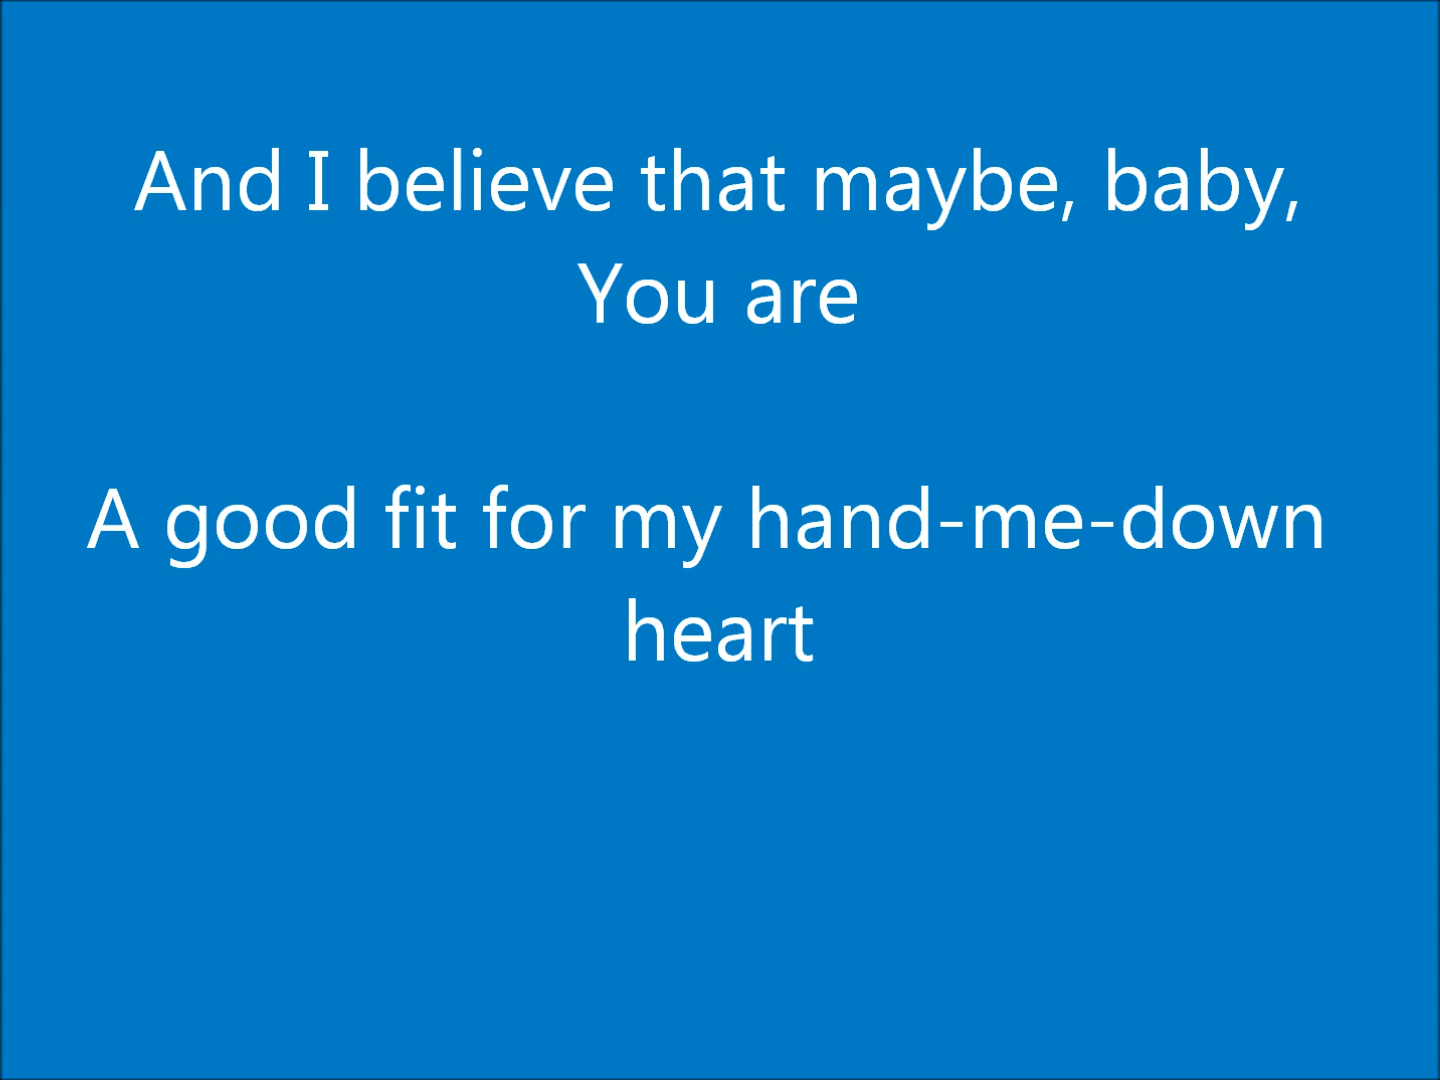 And I believe that maybe, baby,
You are
A good fit for my hand-me-down
heart